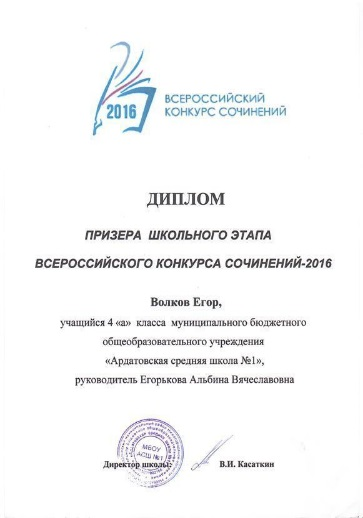 2016
ВСЕРОССИЙСКИЙ
КОНКУРС СОЧИНЕНИЙ
ДИПЛОМ
ПРИЗЕРА ШКОЛЬНОГО ЭТАПА
ВСЕРОССИЙСКОГО КОНКУРСА СОЧИНЕНИЙ-2016
Волков Егор,
учащийся 4 «а» класса муниципального бюджетного
общеобразовательного учреждения
«Ардатовская средняя школа №1»,
руководитель Егорькова Альбина Вячеславовна
МБОУ
АСШ №1
Директор школы: В.И. Касаткин